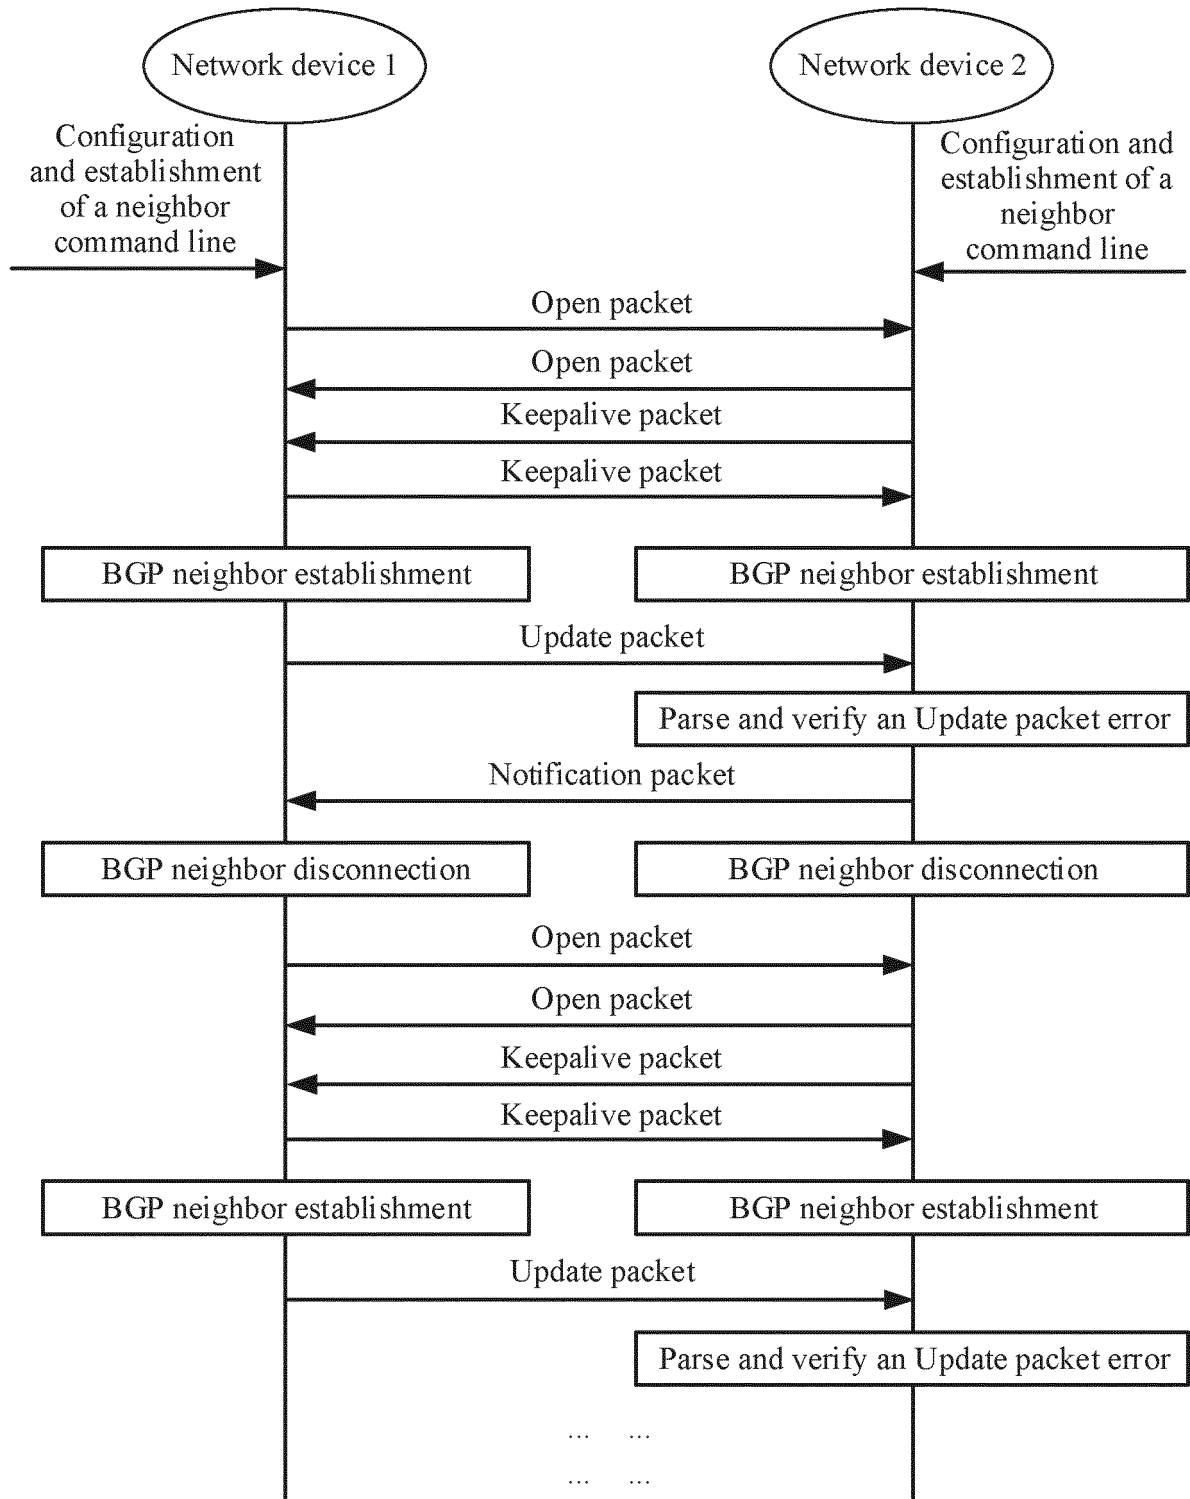 Network device 1
Network device 2
Configuration
and establishment
of a neighbor
command line
Configuration and
establishment of a
neighbor
command line
Open packet
Open packet
Keepalive packet
Keepalive packet
BGP neighbor establishment
BGP neighbor establishment
Update packet
Parse and verify an Update packet error
Notification packet
BGP neighbor disconnection
BGP neighbor disconnection
Open packet
Open packet
Keepalive packet
Keepalive packet
BGP neighbor establishment
BGP neighbor establishment
Update packet
Parse and verify an Update packet error
... ...
... ...